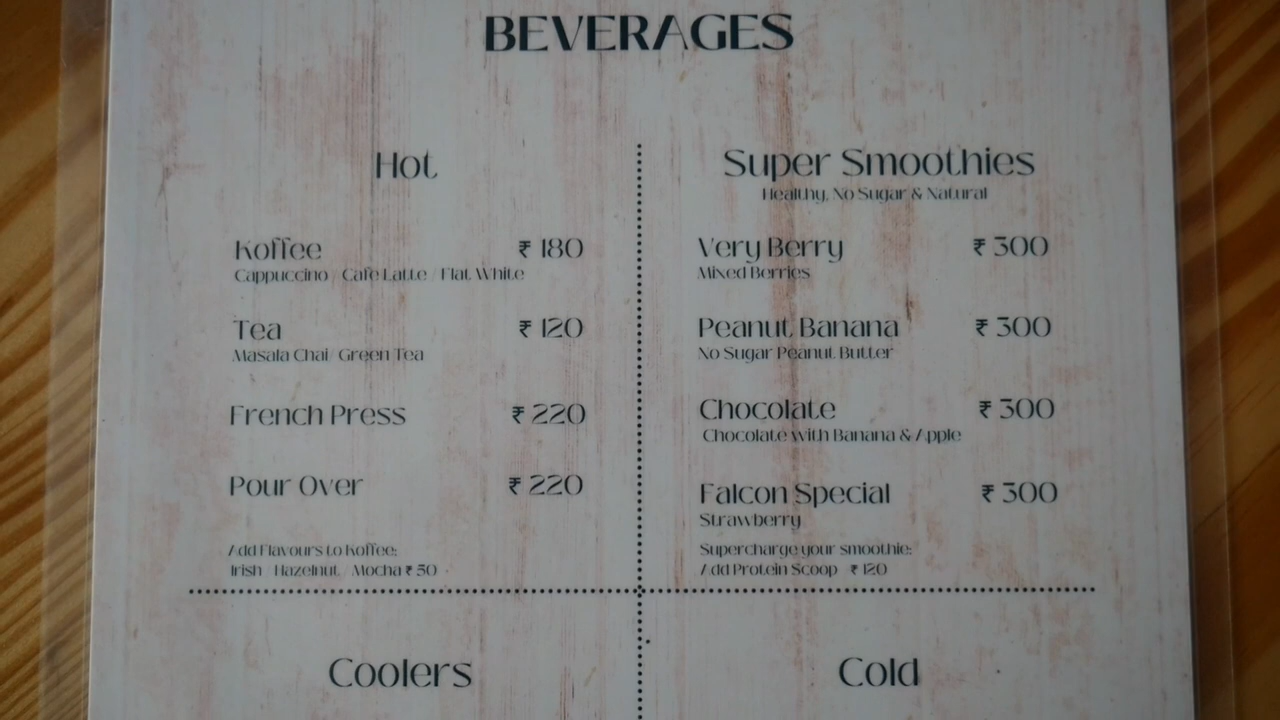 BEVERAGES
Hot
Koffee ₹ 180
Cappuccino / Cafe Latte / Flat White
Tea ₹ 120
Masala Chai / Green Tea
French Press ₹ 220
Pour Over ₹ 220
Add Flavours to Koffee:
Irish / Hazelnut / Mocha ₹ 50
Super Smoothies
Healthy, No Sugar & Natural
Very Berry ₹ 300
Mixed Berries
Peanut Banana ₹ 300
No Sugar Peanut Butter
Chocolate ₹ 300
Chocolate with Banana & Apple
Falcon Special ₹ 300
Strawberry
Supercharge your smoothie:
Add Protein Scoop ₹ 120
Coolers
Cold